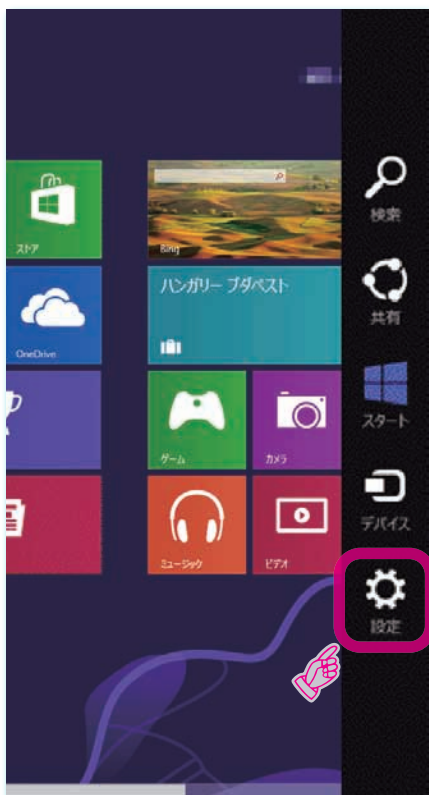 検索
ストア
Bing
共有
ハンガリー ブダペスト
OneDrive
スタート
ゲーム
カメラ
デバイス
ミュージック
ビデオ
設定